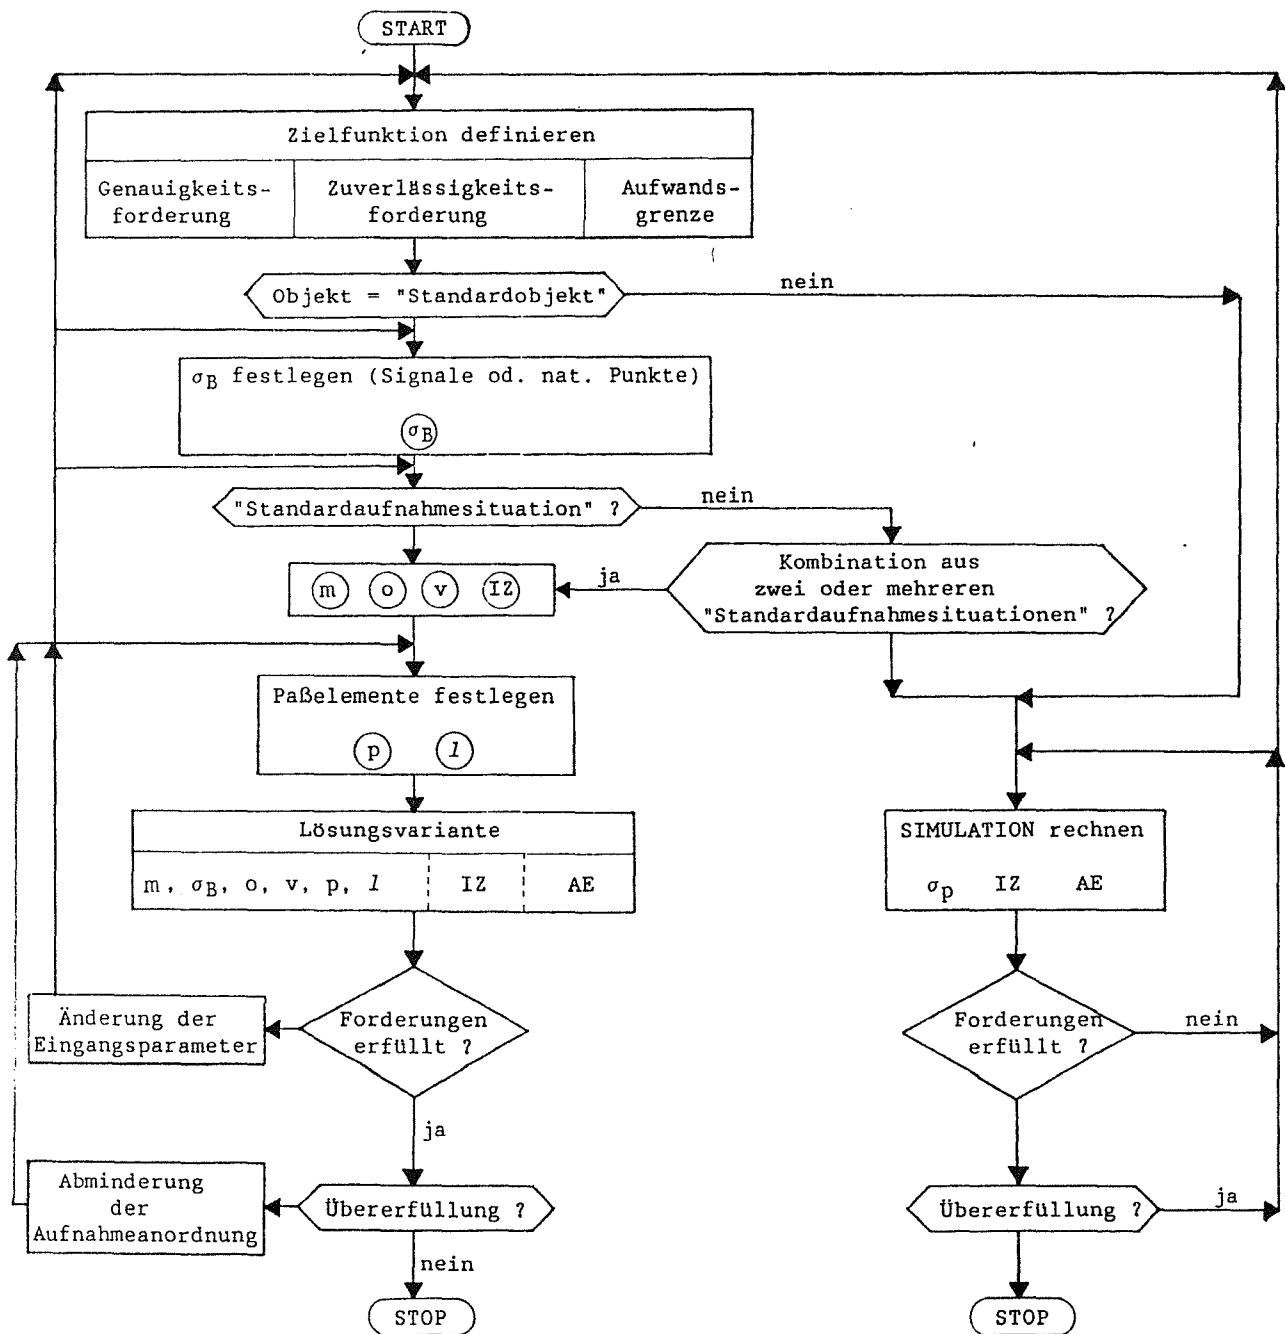 START
Zielfunktion definieren
Genauigkeits-
forderung
Zuverlässigkeits-
forderung
Aufwands-
grenze
Objekt = "Standardobjekt"
nein
σB festlegen (Signale od. nat. Punkte)
σB
"Standardaufnahmesituation" ?
nein
Kombination aus
zwei oder mehreren
"Standardaufnahmesituationen" ?
ja
m o v IZ
Paßelemente festlegen
p l
Lösungsvariante
m, σB, o, v, p, l IZ AE
SIMULATION rechnen
σp IZ AE
Forderungen
erfüllt ?
Änderung der
Eingangsparameter
Forderungen
erfüllt ?
nein
ja
Abminderung
der
Aufnahmeanordnung
Übererfüllung ?
nein
Übererfüllung ?
ja
STOP
STOP